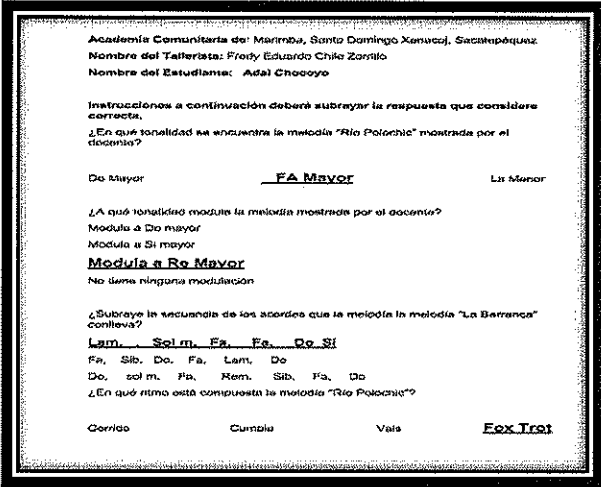 Academia Comunitaria de: Marimba, Santo Domingo Xenacoj, Sacatepéquez
Nombre del Tallerista: Fredy Eduardo Chile Zorrillo
Nombre del Estudiante: Adal Chocoyo
Instrucciones a continuación deberá subrayar la respuesta que considere
correcta.
¿En qué tonalidad se encuentra la melodía "Río Polochic" mostrada por el
docente?
Do Mayor FA Mayor La Menor
¿A qué tonalidad modula la melodía mostrada por el docente?
Modula a Do mayor
Modula a Si mayor
Modula a Re Mayor
No tiene ninguna modulación
¿Subraye la secuencia de los acordes que la melodía la melodía "La Barranca"
conlleva?
Lam. . Sol m. Fa. Fa. Do Si
Fa, Sib, Do, Fa, Lam, Do
Do, sol m, Fa, Rem. Sib, Fa, Do
¿En qué ritmo está compuesta la melodía "Río Polochic"?
Corrido Cumbia Vals Fox Trot